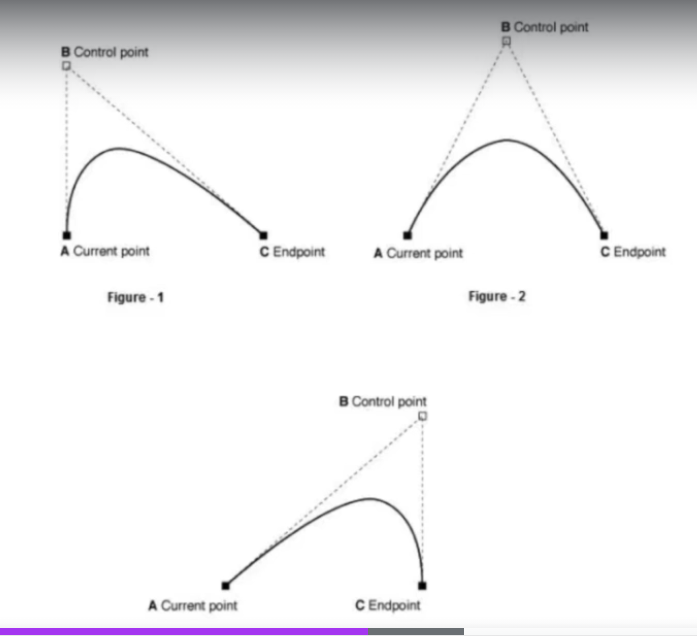 B Control point
A Current point
C Endpoint
Figure - 1
B Control point
A Current point
C Endpoint
Figure - 2
B Control point
A Current point
C Endpoint